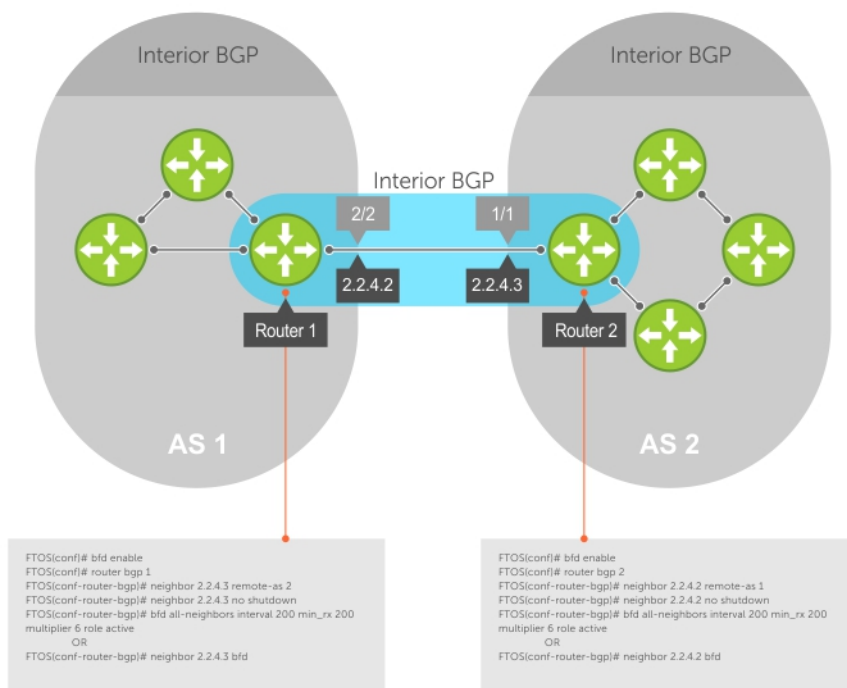 Interior BGP
Interior BGP
Interior BGP
2/2
1/1
2.2.4.2
2.2.4.3
Router 1
Router 2
AS 1
AS 2
FTOS(conf)# bfd enable
FTOS(conf)# router bgp 1
FTOS(conf-router-bgp)# neighbor 2.2.4.3 remote-as 2
FTOS(conf-router-bgp)# neighbor 2.2.4.3 no shutdown
FTOS(conf-router-bgp)# bfd all-neighbors interval 200 min_rx 200
multiplier 6 role active
OR
FTOS(conf-router-bgp)# neighbor 2.2.4.3 bfd
FTOS(conf)# bfd enable
FTOS(conf)# router bgp 2
FTOS(conf-router-bgp)# neighbor 2.2.4.2 remote-as 1
FTOS(conf-router-bgp)# neighbor 2.2.4.2 no shutdown
FTOS(conf-router-bgp)# bfd all-neighbors interval 200 min_rx 200
multiplier 6 role active
OR
FTOS(conf-router-bgp)# neighbor 2.2.4.2 bfd